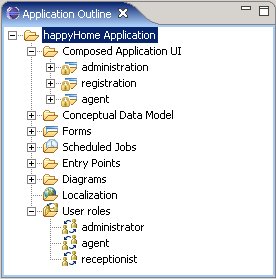 Application Outline
happyHome Application
Composed Application UI
administration
registration
agent
Conceptual Data Model
Forms
Scheduled Jobs
Entry Points
Diagrams
Localization
User roles
administrator
agent
receptionist